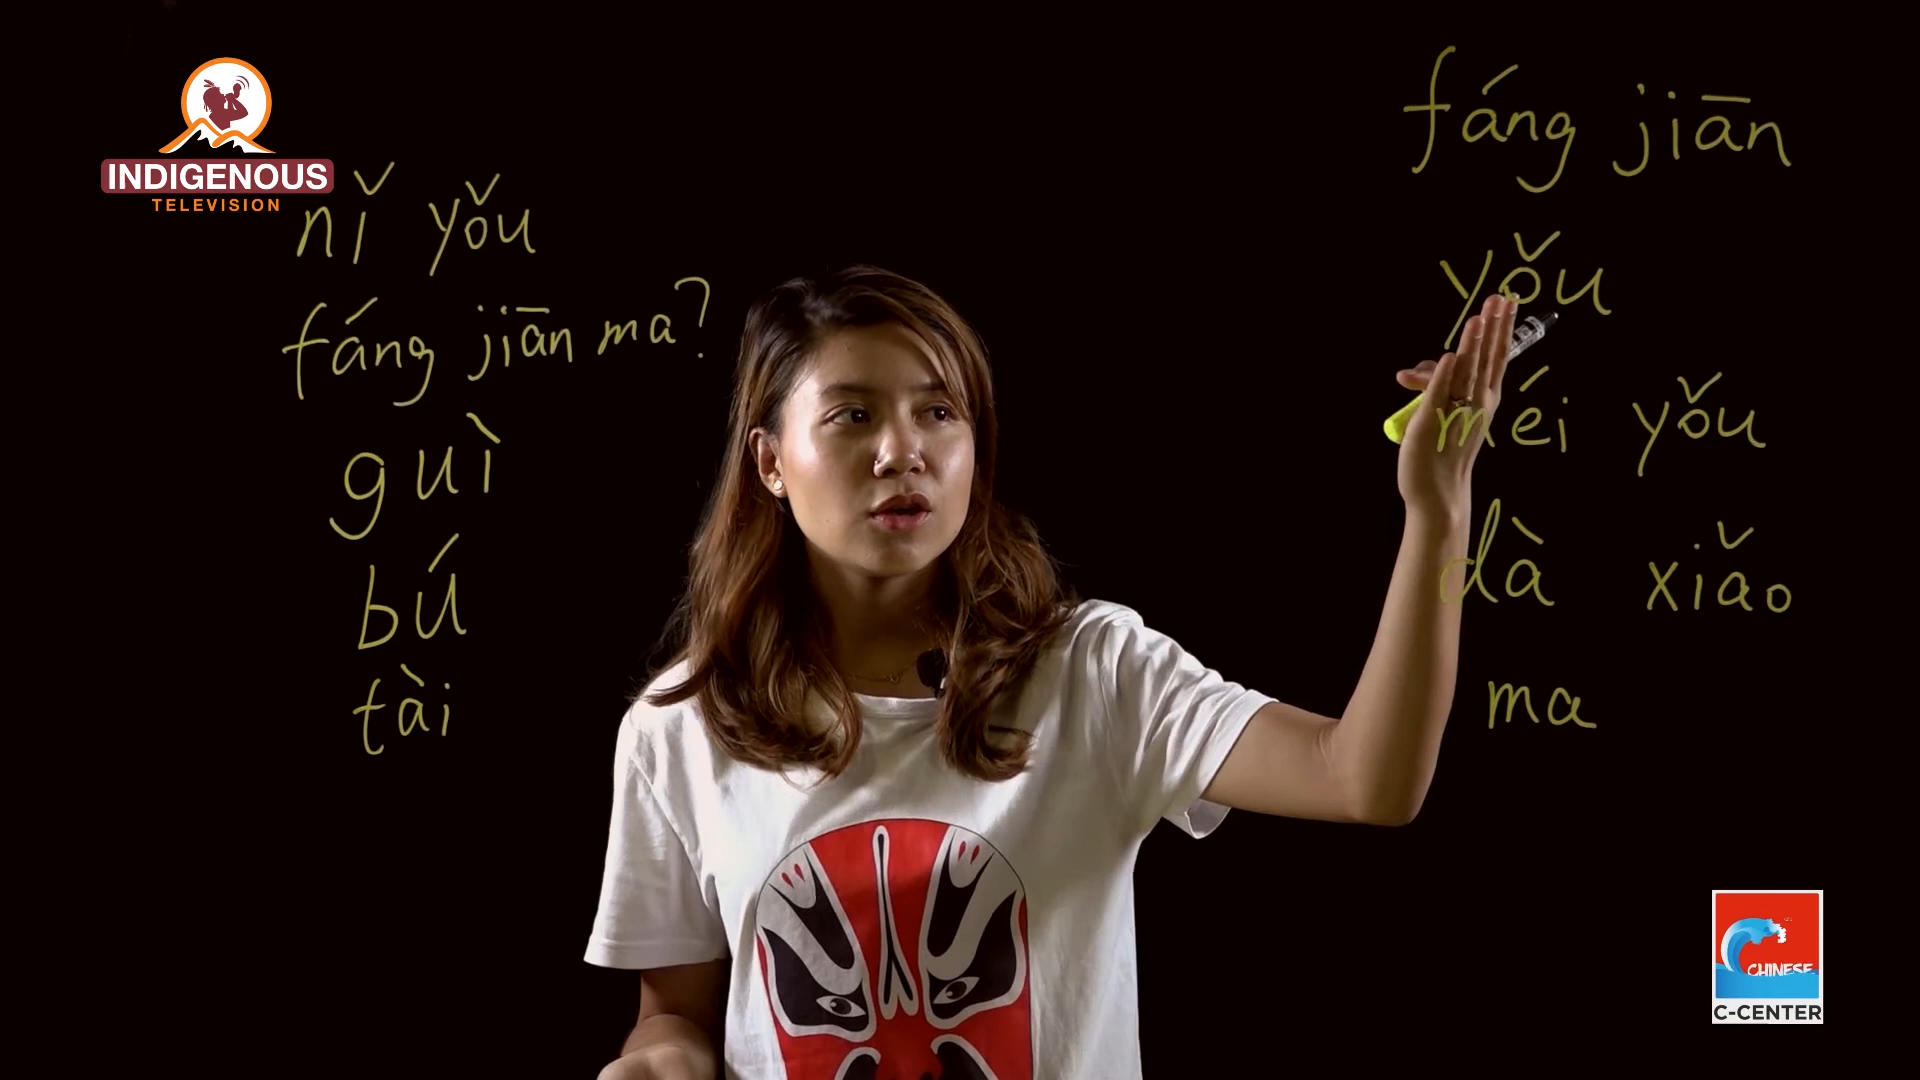 INDIGENOUS
TELEVISION
nǐ yǒu
fáng jiān ma?
guì
bú
tài
fáng jiān
yǒu
méi yǒu
dà xiǎo
ma
CHINESE
C-CENTER